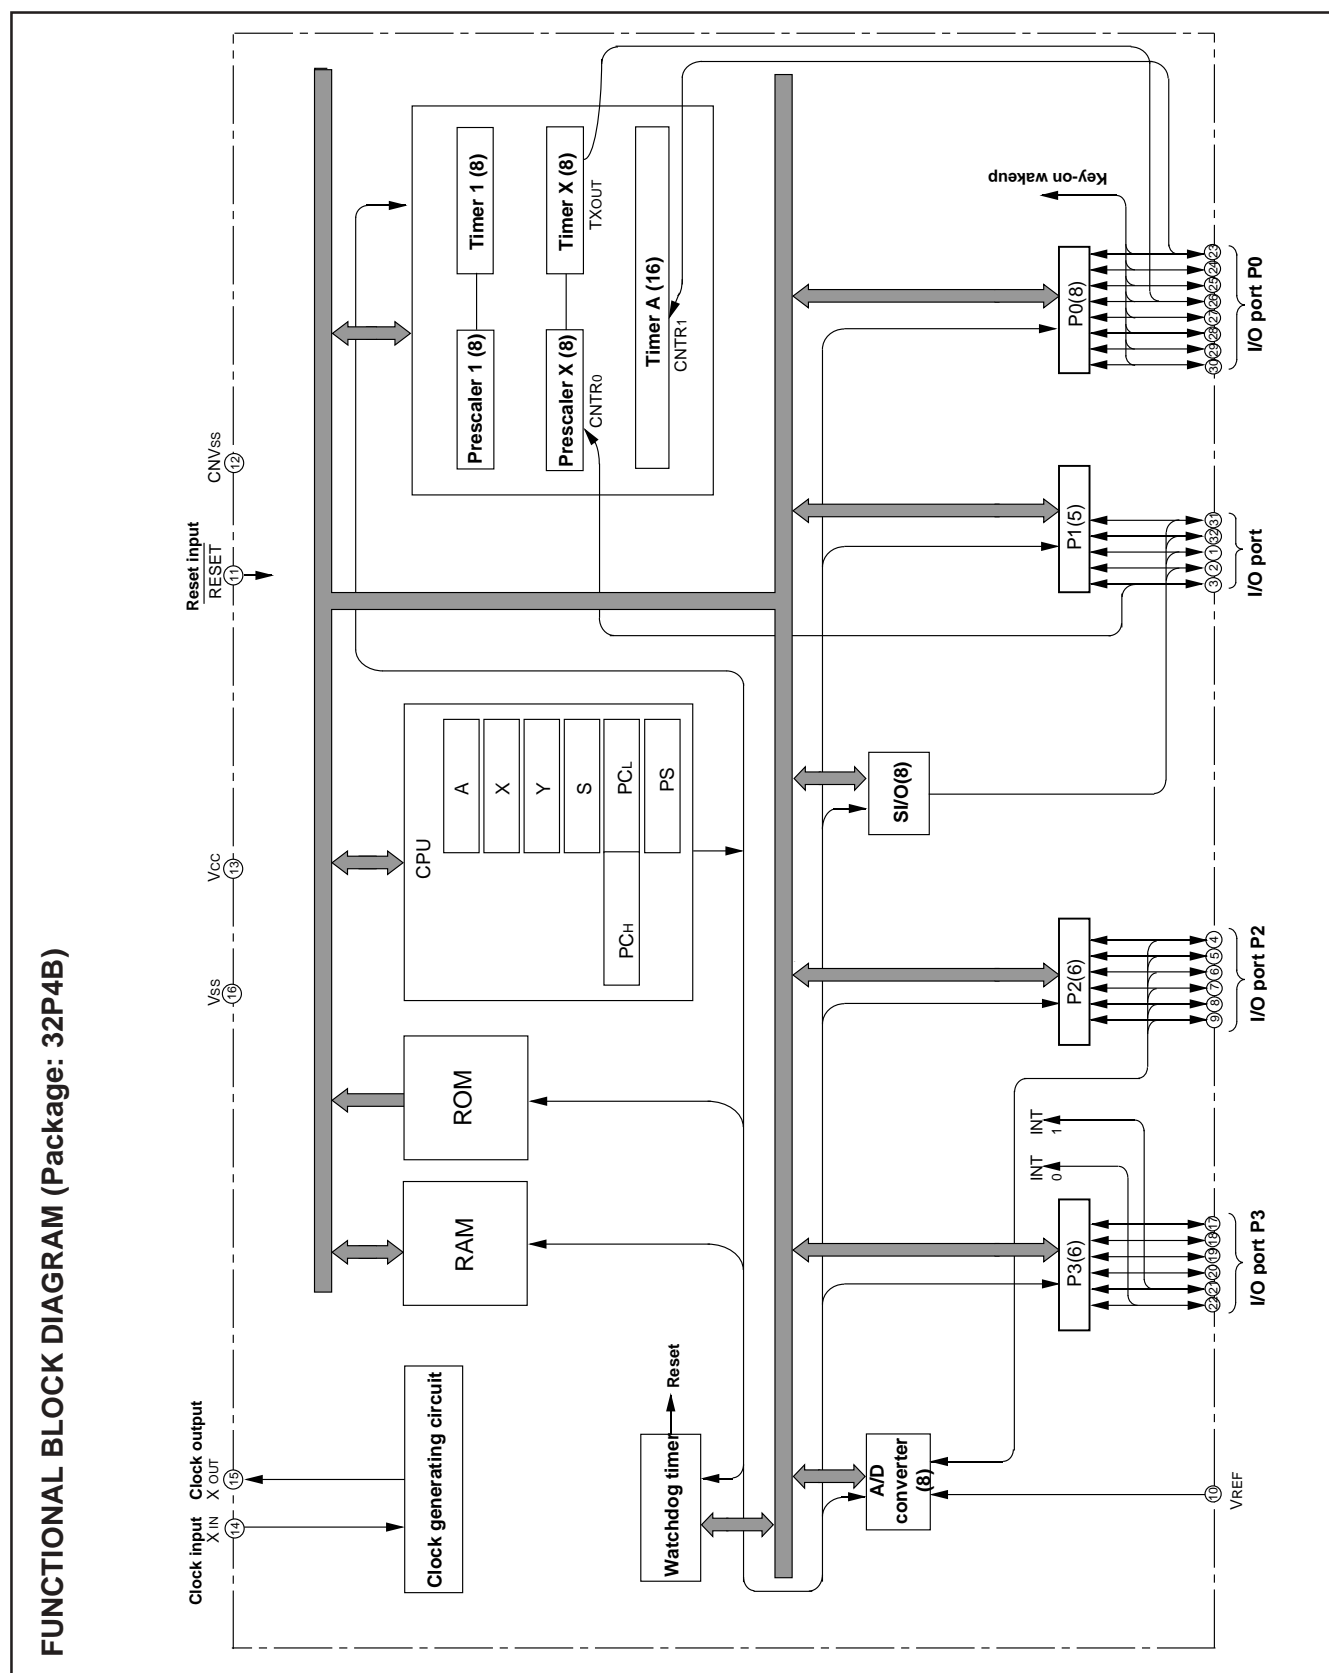 FUNCTIONAL BLOCK DIAGRAM (Package: 32P4B)
Clock input
X IN
14
Clock output
X OUT
15
VSS
16
VCC
13
Reset input
RESET
11
CNVSS
12
Clock generating circuit
RAM
ROM
CPU
A
X
Y
S
PCH
PCL
PS
Prescaler 1 (8)
Timer 1 (8)
Prescaler X (8)
Timer X (8)
CNTR0
TXOUT
Timer A (16)
CNTR1
Watchdog timer
Reset
A/D
converter
(8)
SI/O(8)
INT
0
INT
1
Key-on wakeup
P3(6)
P2(6)
P1(5)
P0(8)
10
VREF
22 21 20 19 18 17
I/O port P3
9 8 7 6 5 4
I/O port P2
3 2 1 32 31
I/O port
30 29 28 27 26 25 24 23
I/O port P0